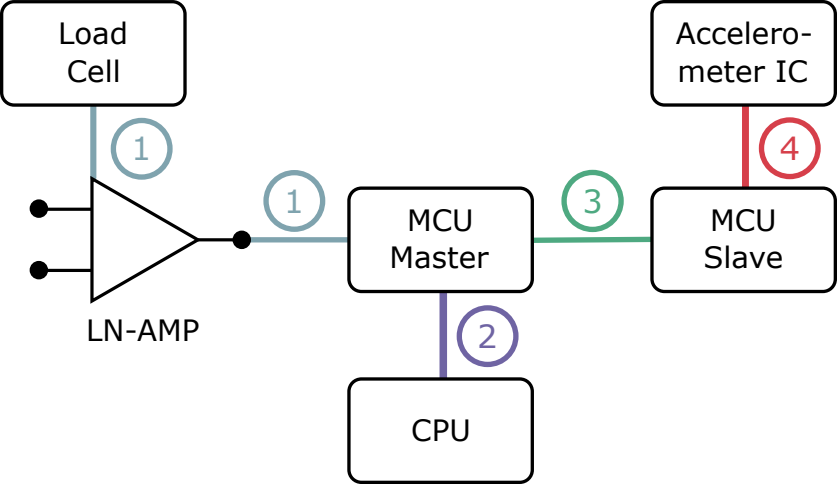 Load
Cell
Accelero-
meter IC
1
4
1
3
MCU
Master
MCU
Slave
LN-AMP
2
CPU